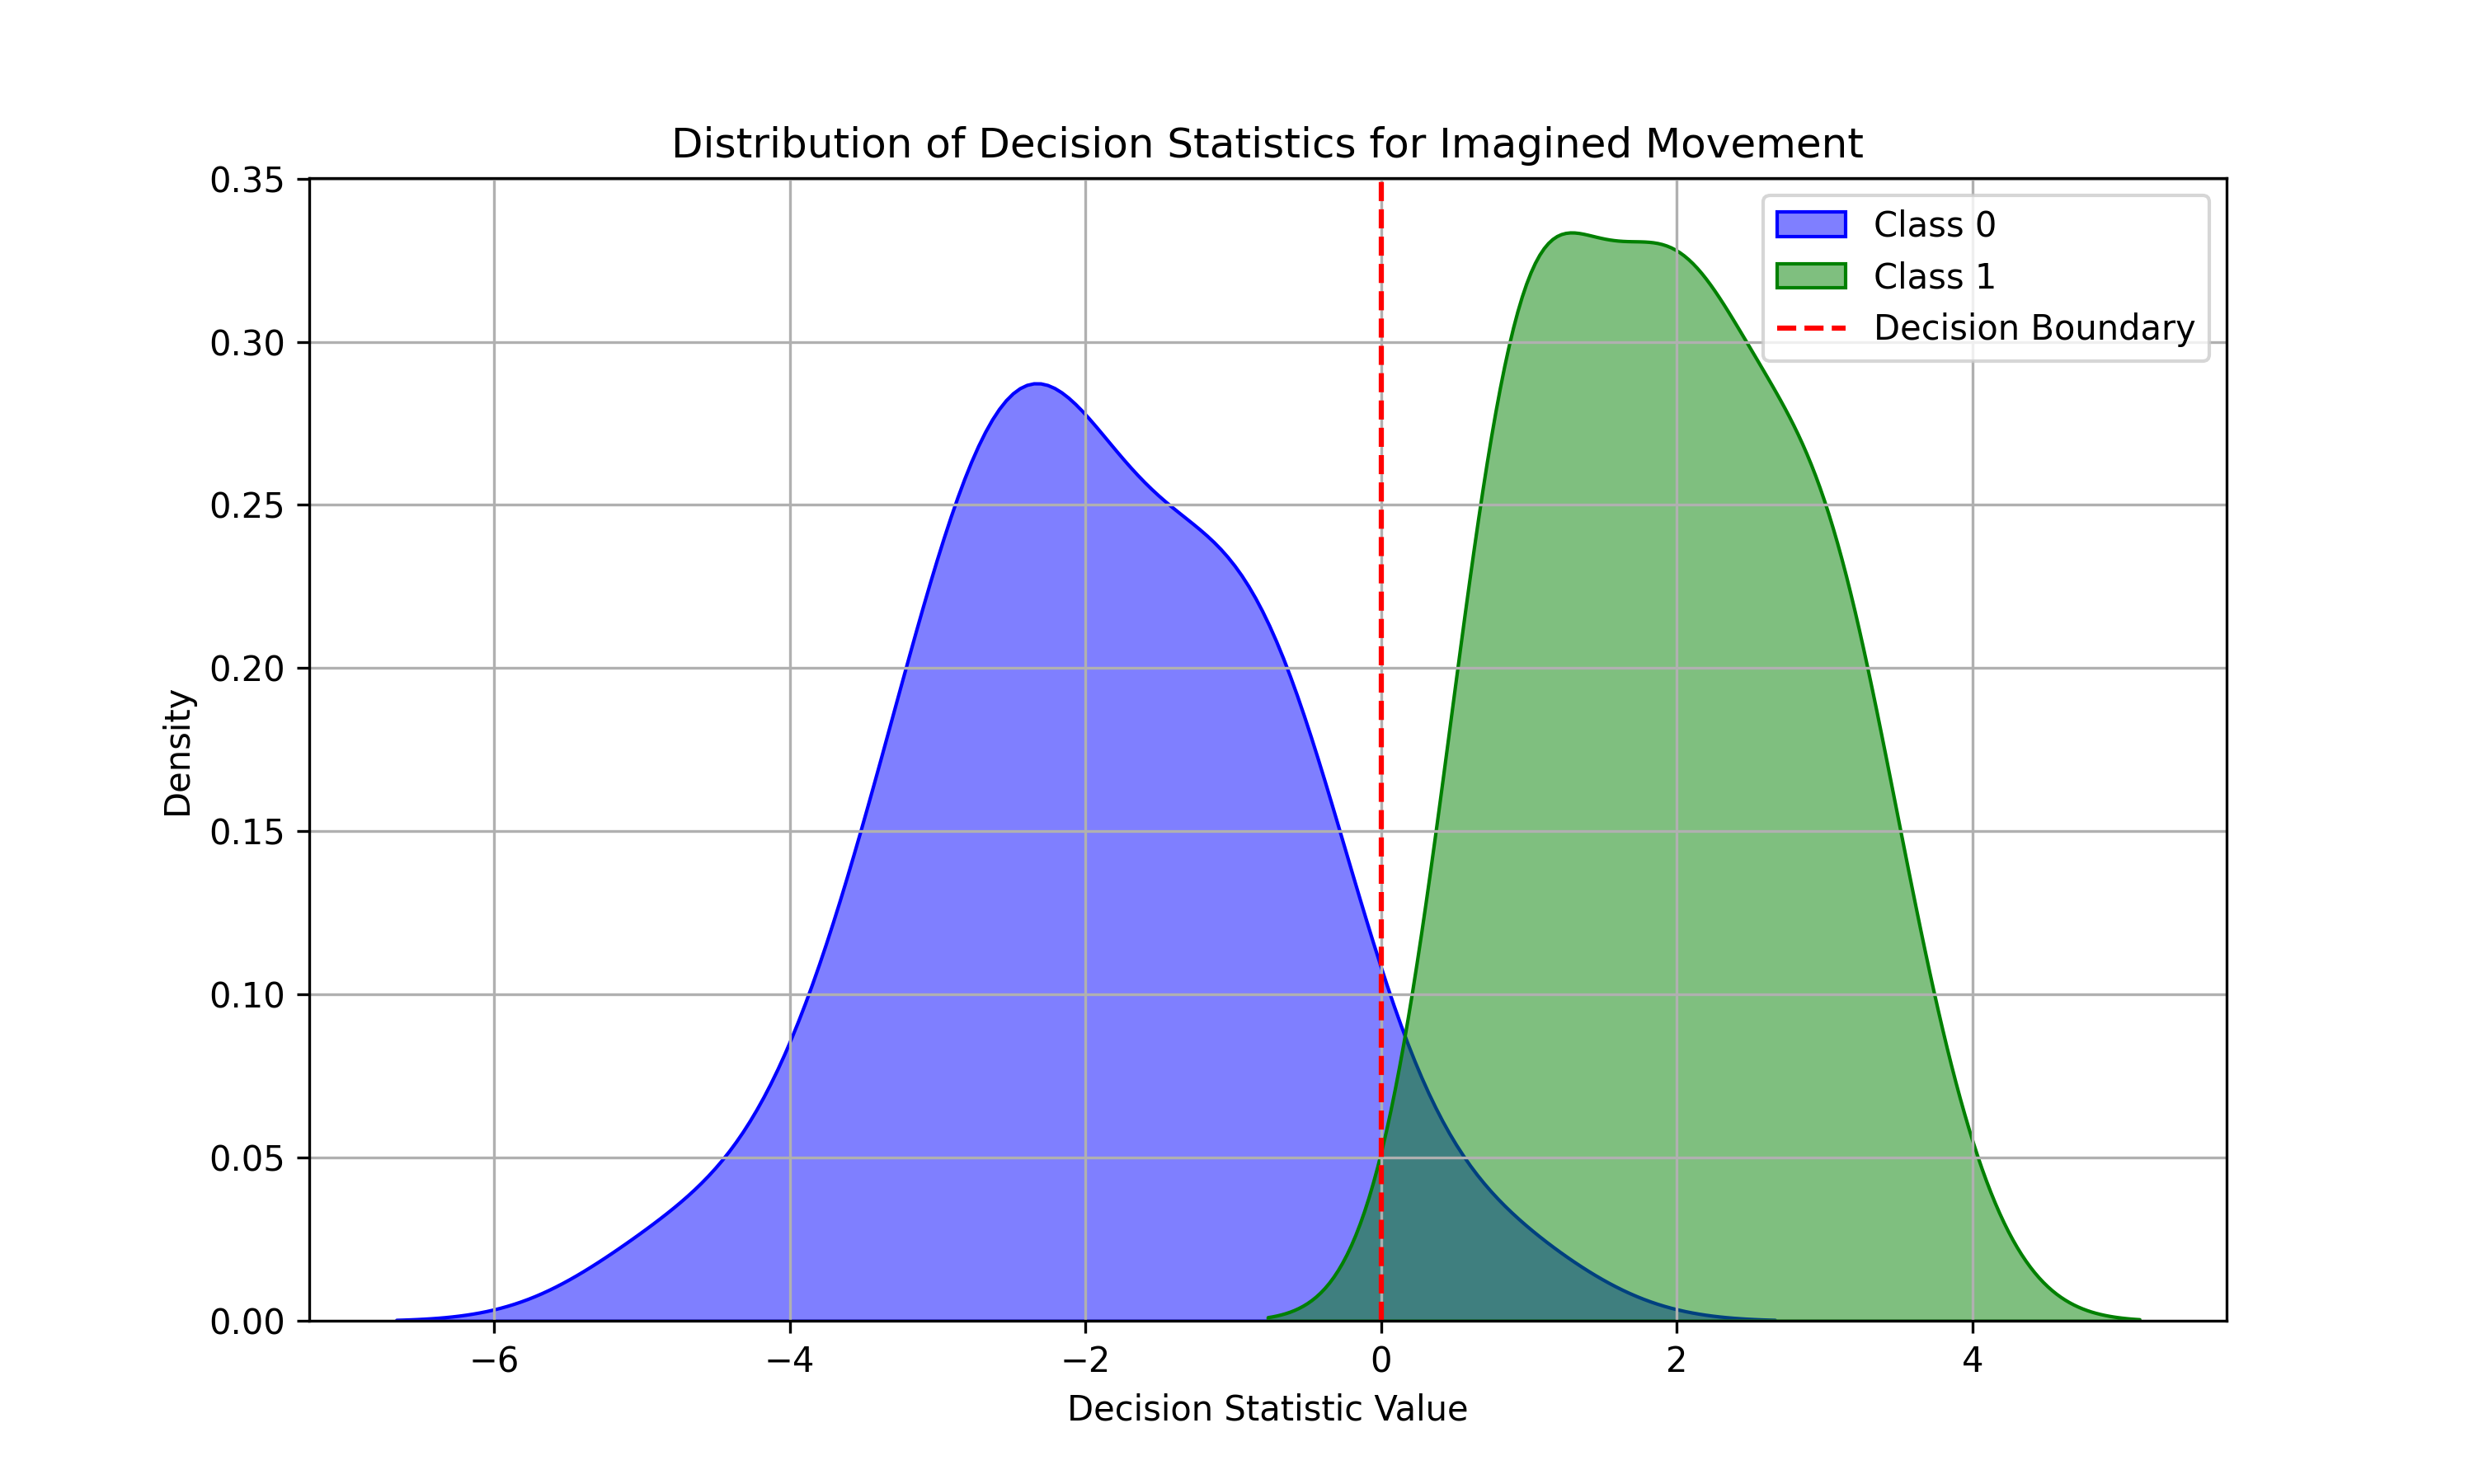 Distribution of Decision Statistics for Imagined Movement
0.35
0.30
0.25
0.20
0.15
0.10
0.05
0.00
Density
Class 0
Class 1
Decision Boundary
−6 −4 −2 0 2 4
Decision Statistic Value